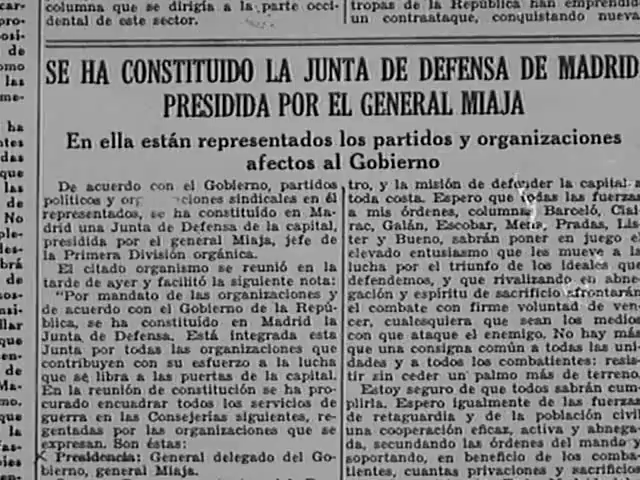 columna que se dirigía a la parte occi-
dental de este sector.
tropas de la República han emprendido
un contraataque, conquistando nueva
SE HA CONSTITUIDO LA JUNTA DE DEFENSA DE MADRID
PRESIDIDA POR EL GENERAL MIAJA
En ella están representados los partidos y organizaciones
afectos al Gobierno
De acuerdo con el Gobierno, partidos
políticos y org ciones sindicales en él
representados, se ha constituído en Ma-
drid una Junta de Defensa de la capital,
presidida por el general Miaja, jefe de
la Primera División orgánica.
El citado organismo se reunió en la
tarde de ayer y facilitó la siguiente nota:
"Por mandato de las organizaciones y
de acuerdo con el Gobierno de la Repú-
blica, se ha constituído en Madrid la
Junta de Defensa. Está integrada esta
Junta por todas las organizaciones que
contribuyen con su esfuerzo a la lucha
que se libra a las puertas de la capital.
En la reunión de constitución se ha pro-
curado encuadrar todos los servicios de
guerra en las Consejerías siguientes, re-
gentadas por las organizaciones que se
expresan. Son éstas:
Presidencia: General delegado del Go-
bierno, general Miaja.
tro, y la misión de defender la capital a
toda costa. Espero que todas las fuerzas
a mis órdenes, columnas Barceló, Clai-
rac, Galán, Escobar, Mena, Pradas, Lís-
ter y Bueno, sabrán poner en juego el
elevado entusiasmo que les mueve a la
lucha por el triunfo de los ideales que
defendemos, y que rivalizando en abne-
gación y espíritu de sacrificio afrontarán
el combate con firme voluntad de ven-
cer, cualesquiera que sean los medios
con que ataque el enemigo. No hay más
que una consigna común a todas las uni-
dades y a todos los combatientes: resis-
tir sin ceder un palmo más de terreno.
Estoy seguro de que todos sabrán cum-
plirla. Espero igualmente de las fuerzas
de retaguardia y de la población civil
una cooperación eficaz, activa y abnega-
da, secundando las órdenes del mando y
soportando, en beneficio de los comba-
tientes, cuantas privaciones y sacrificios